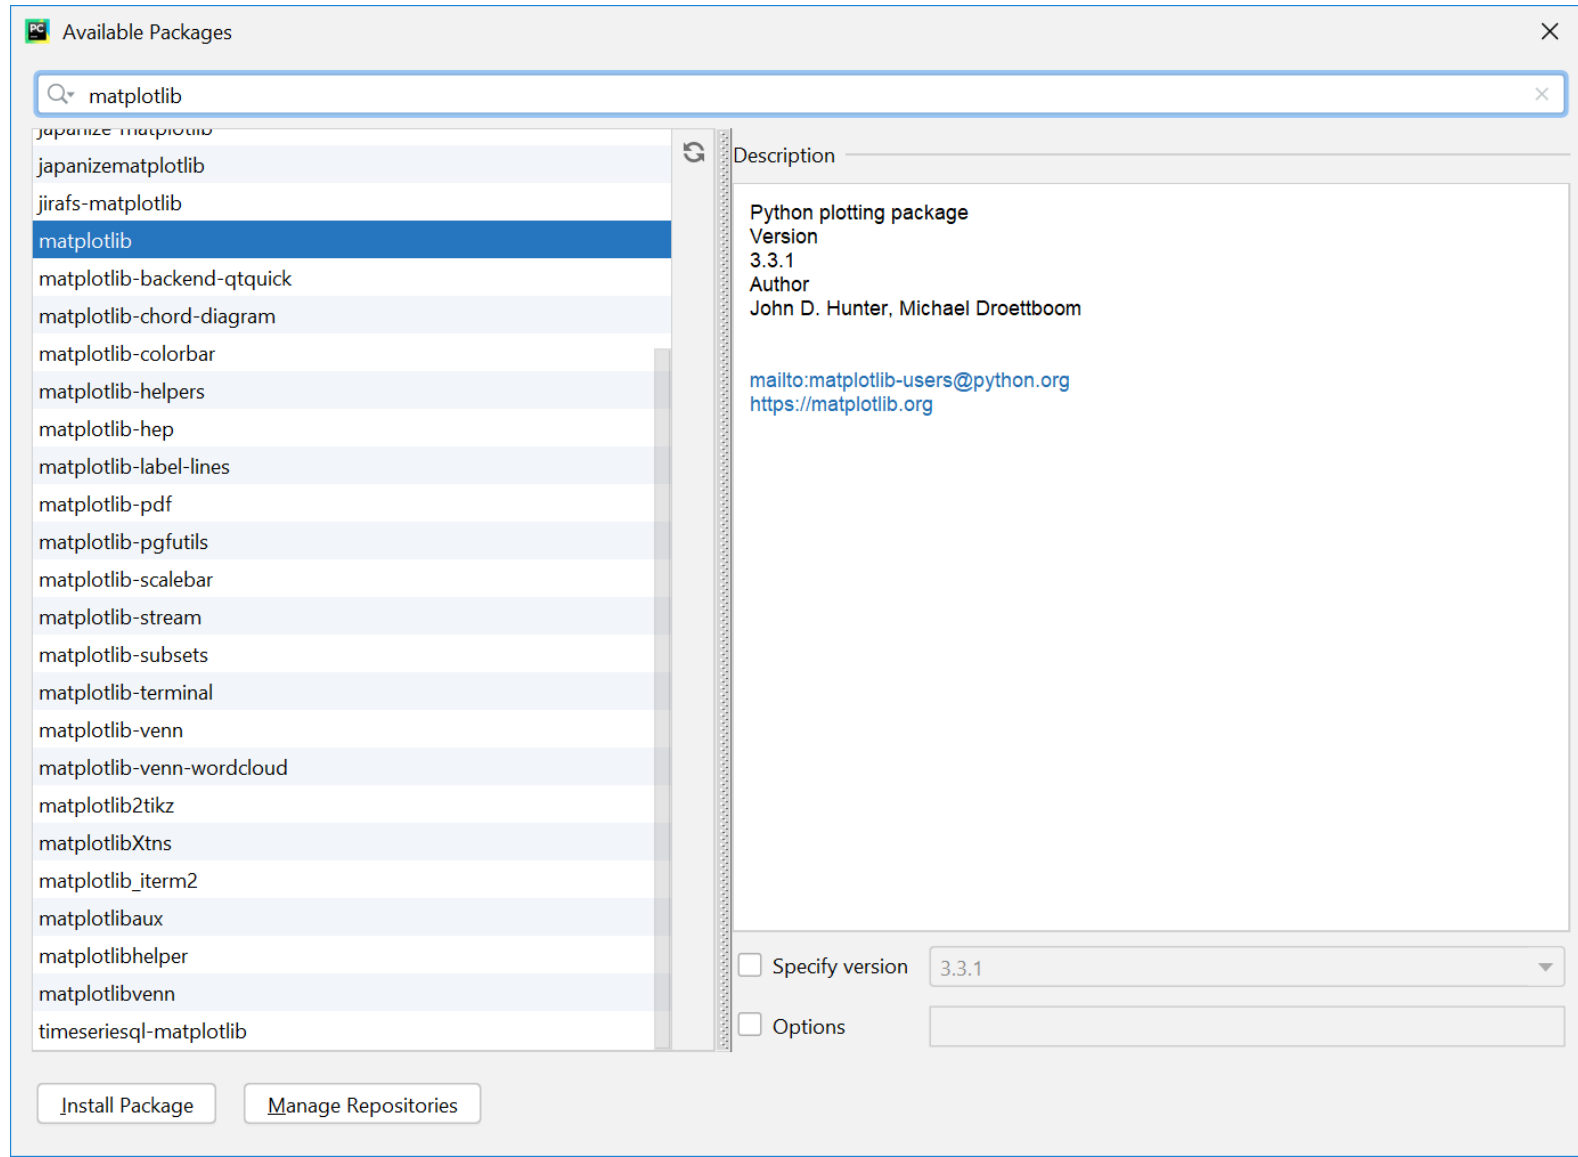 PC
Available Packages
matplotlib
japanize-matplotlib
japanizematplotlib
jirafs-matplotlib
matplotlib
matplotlib-backend-qtquick
matplotlib-chord-diagram
matplotlib-colorbar
matplotlib-helpers
matplotlib-hep
matplotlib-label-lines
matplotlib-pdf
matplotlib-pgfutils
matplotlib-scalebar
matplotlib-stream
matplotlib-subsets
matplotlib-terminal
matplotlib-venn
matplotlib-venn-wordcloud
matplotlib2tikz
matplotlibXtns
matplotlib_iterm2
matplotlibaux
matplotlibhelper
matplotlibvenn
timeseriesql-matplotlib
Description
Python plotting package
Version
3.3.1
Author
John D. Hunter, Michael Droettboom
mailto:matplotlib-users@python.org
https://matplotlib.org
Specify version
3.3.1
Options
Install Package
Manage Repositories